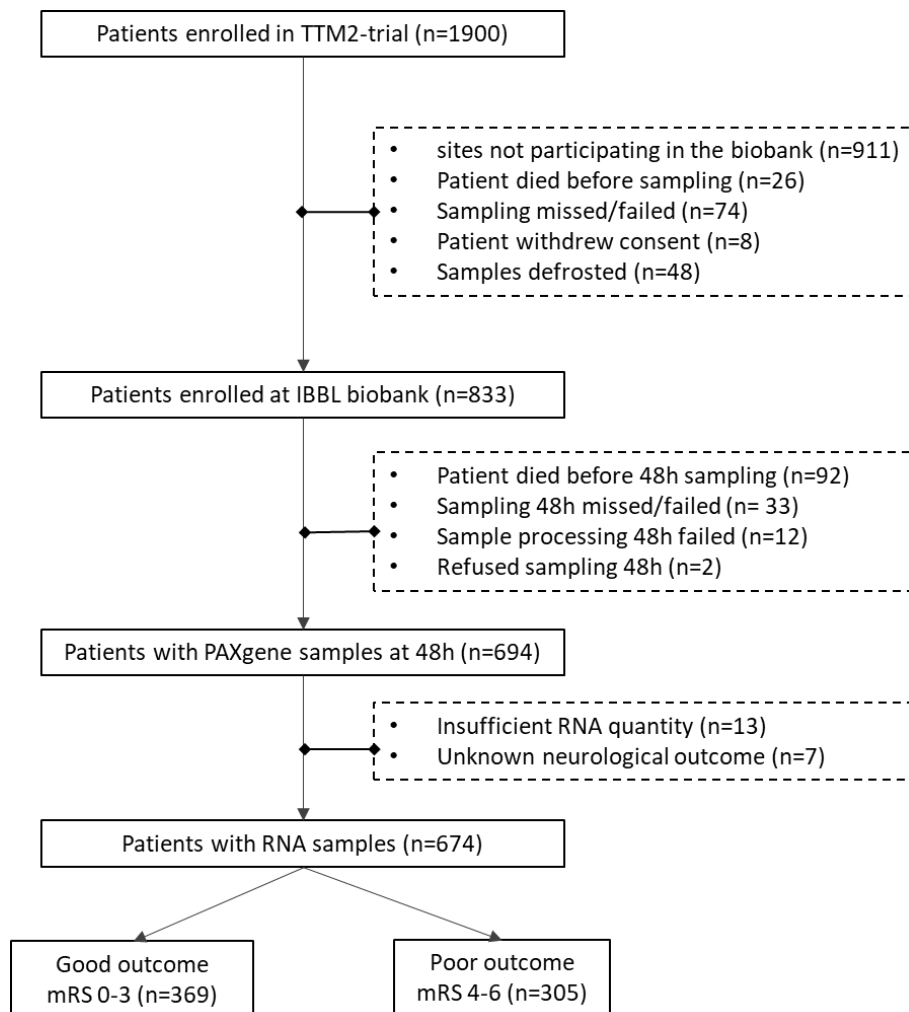 Patients enrolled in TTM2-trial (n=1900)
• sites not participating in the biobank (n=911)
• Patient died before sampling (n=26)
• Sampling missed/failed (n=74)
• Patient withdrew consent (n=8)
• Samples defrosted (n=48)
Patients enrolled at IBBL biobank (n=833)
• Patient died before 48h sampling (n=92)
• Sampling 48h missed/failed (n= 33)
• Sample processing 48h failed (n=12)
• Refused sampling 48h (n=2)
Patients with PAXgene samples at 48h (n=694)
• Insufficient RNA quantity (n=13)
• Unknown neurological outcome (n=7)
Patients with RNA samples (n=674)
Good outcome
mRS 0-3 (n=369)
Poor outcome
mRS 4-6 (n=305)